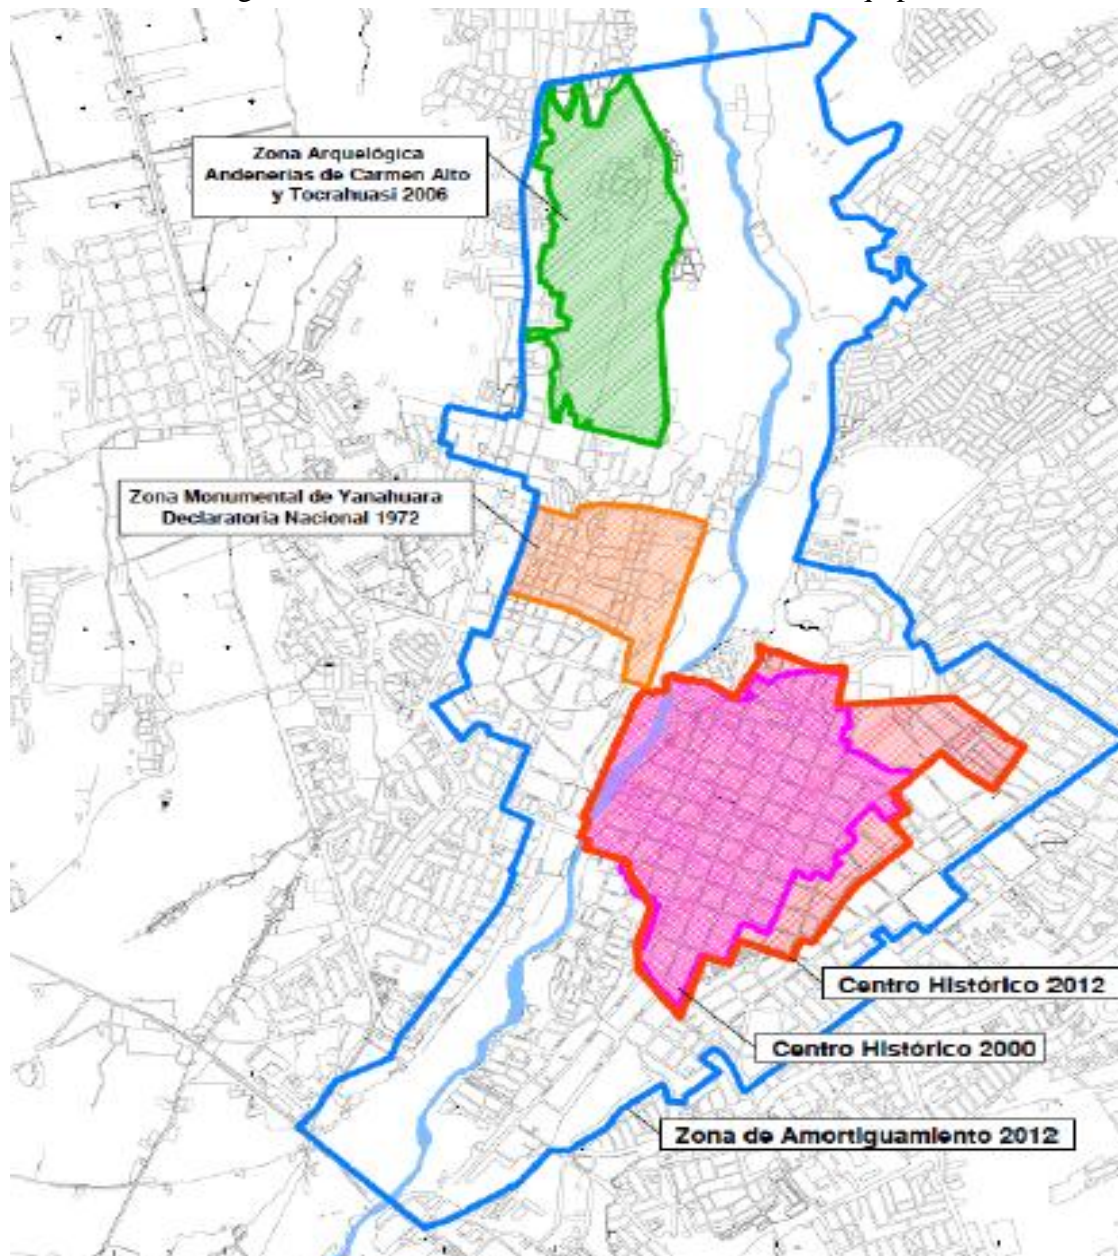 Zona Arquelógica
Andenerías de Carmen Alto
y Tocrahuasi 2006
Zona Monumental de Yanahuara
Declaratoria Nacional 1972
Centro Histórico 2012
Centro Histórico 2000
Zona de Amortiguamiento 2012